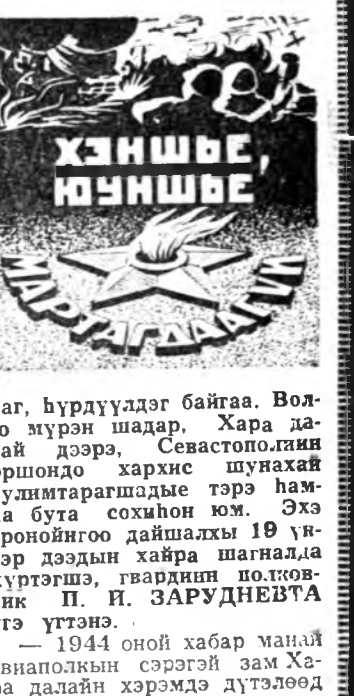 ХЭНШЬЕ,
ЮУНШЬЕ
МАРТАГДААГҮЙ
аг, һүрдүүлдэг байгаа. Вол-
о мүрэн шадар, Хара да-
ай дээрэ, Севастополиин
оршондо хархис шунахай
улимтарагшадые тэрэ һам-
а бута сохиһон юм. Эхэ
оронойнгоо дайшалхы 19 үн-
эр дээдын хайра шагналда
хүртэгшэ, гвардиин полков-
ик П. И. ЗАРУДНЕВТА
гэ үгтэнэ.
— 1944 оной хабар манай
виаполкын сэрэгэй зам Ха-
ра далайн хэрэмдэ дүтэлөөд